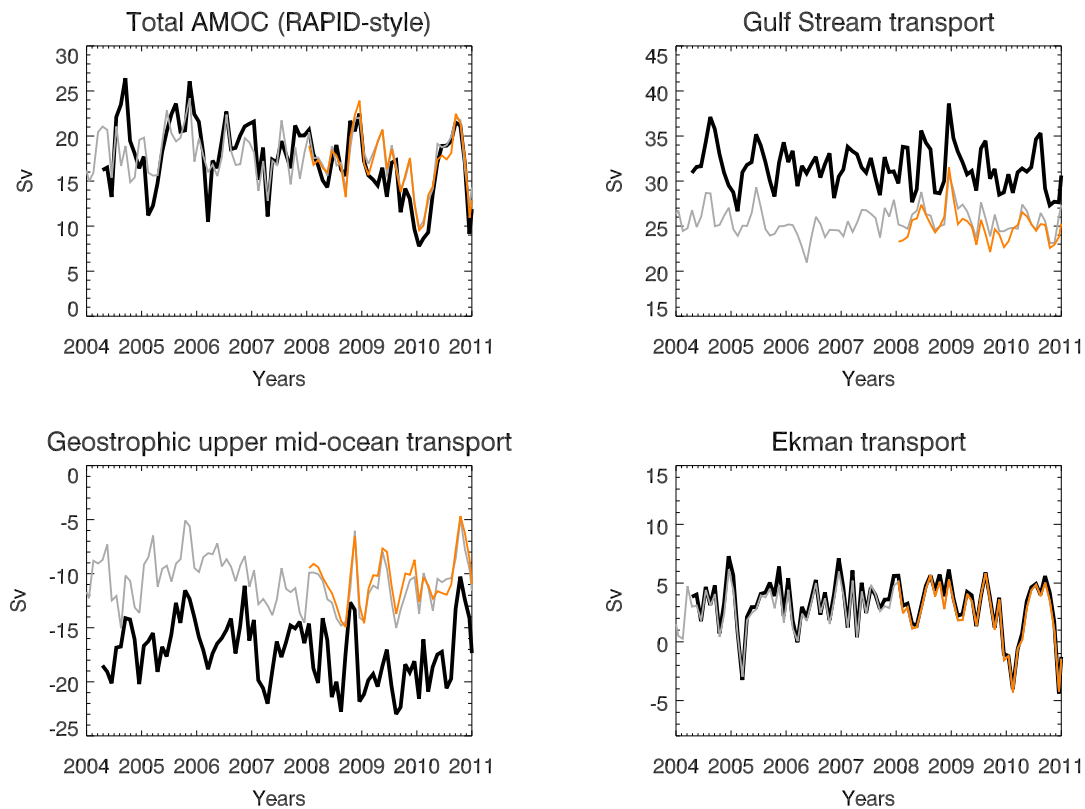 Total AMOC (RAPID-style)
30
25
20
15
10
5
0
Sv
2004 2005 2006 2007 2008 2009 2010 2011
Years
Gulf Stream transport
45
40
35
30
25
20
15
Sv
2004 2005 2006 2007 2008 2009 2010 2011
Years
Geostrophic upper mid-ocean transport
0
-5
-10
-15
-20
-25
Sv
2004 2005 2006 2007 2008 2009 2010 2011
Years
Ekman transport
15
10
5
0
-5
Sv
2004 2005 2006 2007 2008 2009 2010 2011
Years